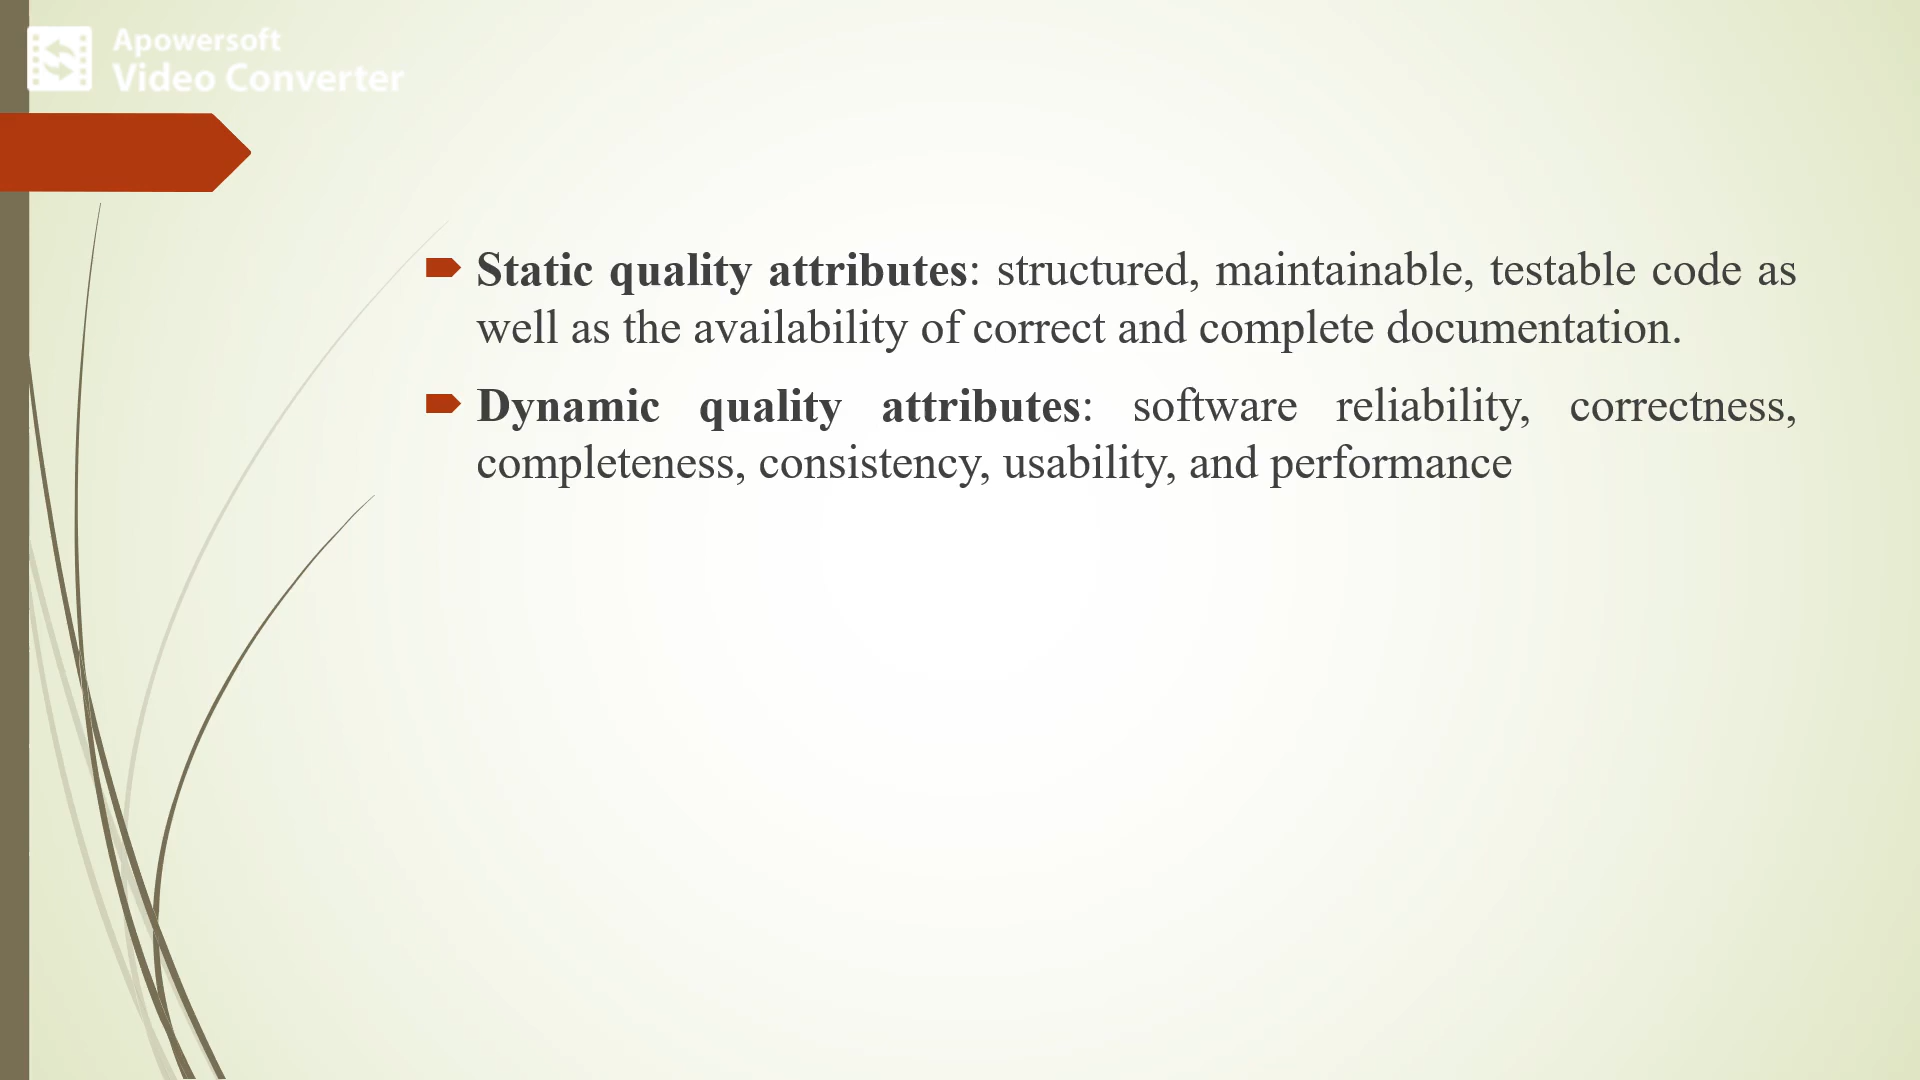 Apowersoft
Video Converter
Static quality attributes: structured, maintainable, testable code as
well as the availability of correct and complete documentation.
Dynamic quality attributes: software reliability, correctness,
completeness, consistency, usability, and performance